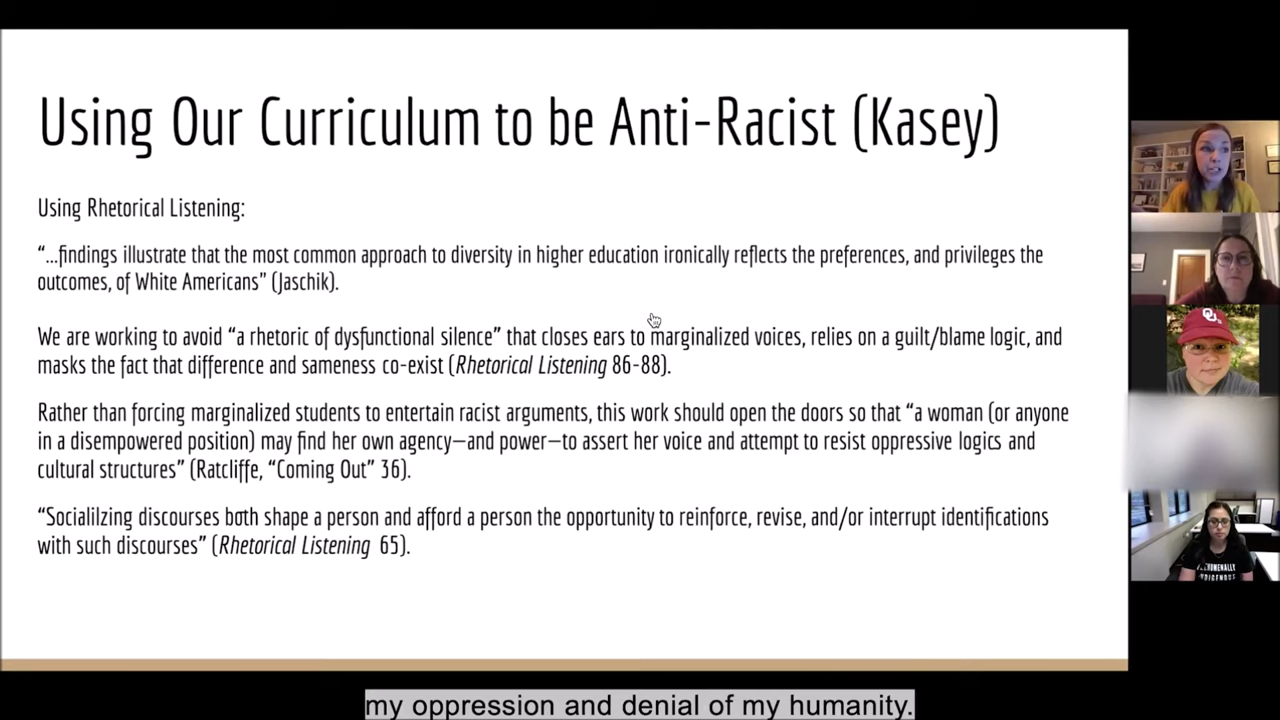 Using Our Curriculum to be Anti-Racist (Kasey)
Using Rhetorical Listening:
“...findings illustrate that the most common approach to diversity in higher education ironically reflects the preferences, and privileges the
outcomes, of White Americans” (Jaschik).
We are working to avoid “a rhetoric of dysfunctional silence” that closes ears to marginalized voices, relies on a guilt/blame logic, and
masks the fact that difference and sameness co-exist (Rhetorical Listening 86-88).
Rather than forcing marginalized students to entertain racist arguments, this work should open the doors so that “a woman (or anyone
in a disempowered position) may find her own agency—and power—to assert her voice and attempt to resist oppressive logics and
cultural structures” (Ratcliffe, “Coming Out” 36).
“Socialilzing discourses both shape a person and afford a person the opportunity to reinforce, revise, and/or interrupt identifications
with such discourses” (Rhetorical Listening 65).
OU
INDIGENOUS
my oppression and denial of my humanity.